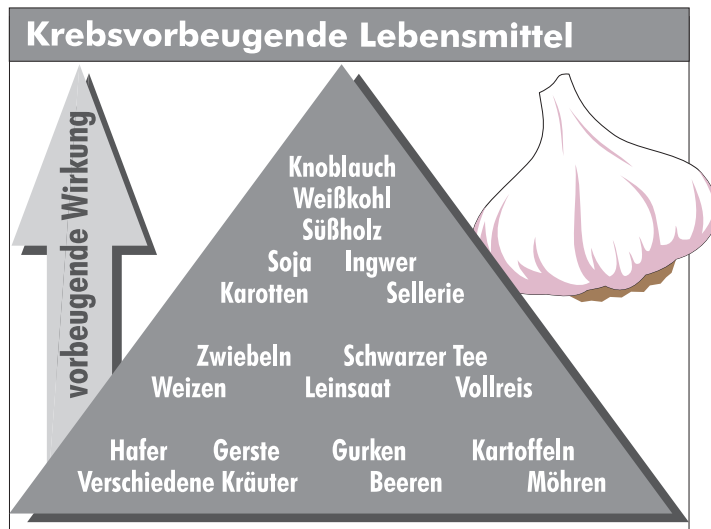 Krebsvorbeugende Lebensmittel
vorbeugende Wirkung
Knoblauch
Weißkohl
Süßholz
Soja Ingwer
Karotten Sellerie
Zwiebeln Schwarzer Tee
Weizen Leinsaat Vollreis
Hafer Gerste Gurken Kartoffeln
Verschiedene Kräuter Beeren Möhren